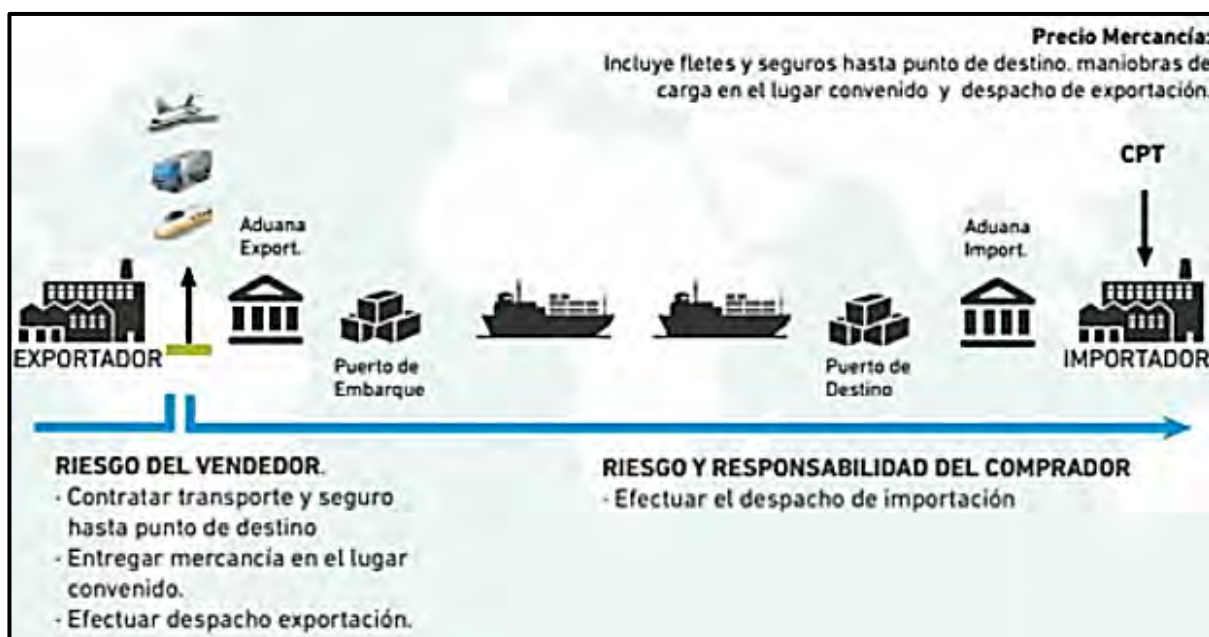 Precio Mercancía:
Incluye fletes y seguros hasta punto de destino. maniobras de
carga en el lugar convenido y despacho de exportación.
CPT
Aduana
Export.
Aduana
Import.
EXPORTADOR
IMPORTADOR
Puerto de
Embarque
Puerto de
Destino
RIESGO DEL VENDEDOR.
- Contratar transporte y seguro
hasta punto de destino
- Entregar mercancía en el lugar
convenido.
- Efectuar despacho exportación.
RIESGO Y RESPONSABILIDAD DEL COMPRADOR
- Efectuar el despacho de importación